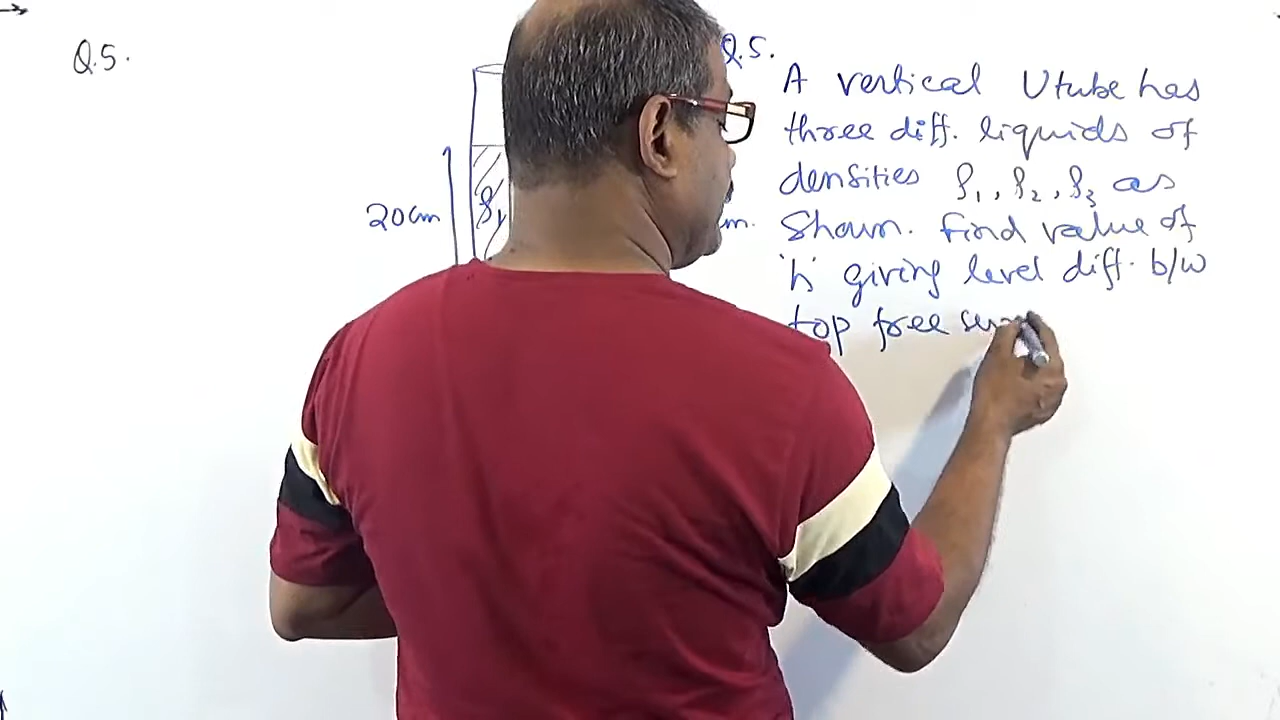 Q.5.
20cm
ρ₁
m.
Q.5.
A vertical Utube has
three diff. liquids of
densities ρ₁, ρ₂, ρ₃ as
Shown. Find value of
'h' giving level diff. b/w
top free